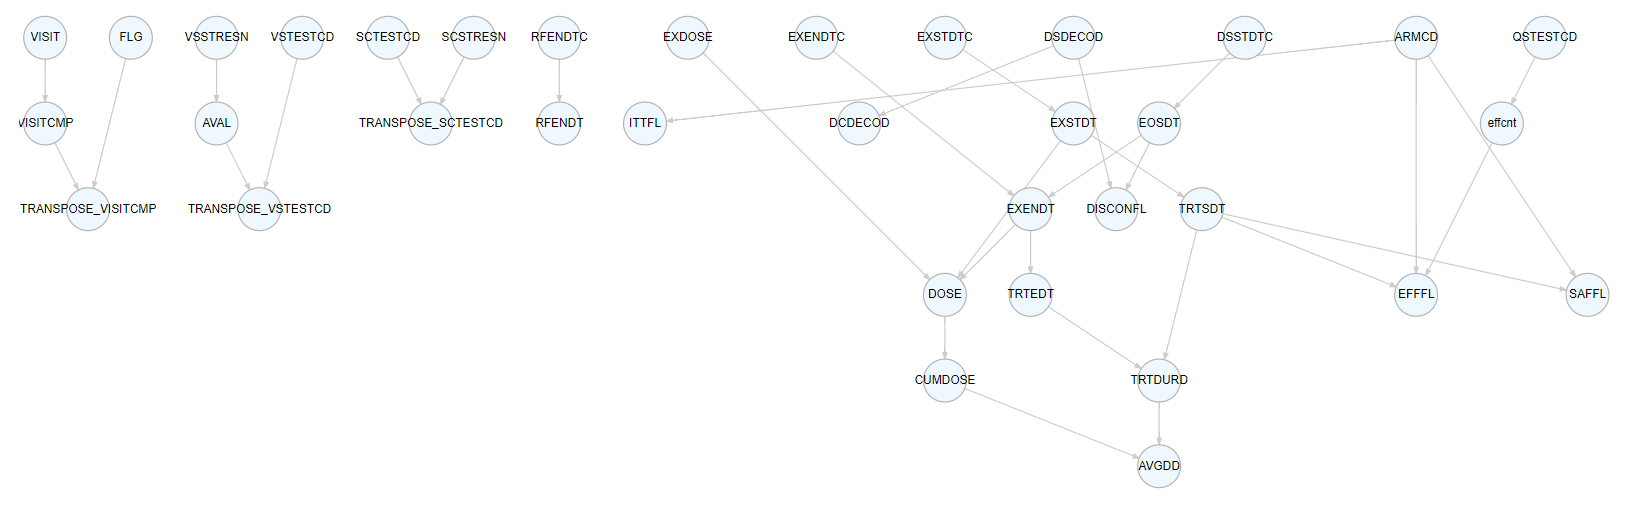 VISIT
FLG
VSSTRESN
VSTESTCD
SCTESTCD
SCSTRESN
RFENDTC
EXDOSE
EXENDTC
EXSTDTC
DSDECOD
DSSTDTC
ARMCD
QSTESTCD
VISITCMP
AVAL
TRANSPOSE_SCTESTCD
RFENDT
ITTFL
DCDECOD
EXSTDT
EOSDT
effcnt
TRANSPOSE_VISITCMP
TRANSPOSE_VSTESTCD
EXENDT
DISCONFL
TRTSDT
DOSE
TRTEDT
EFFFL
SAFFL
CUMDOSE
TRTDURD
AVGDD